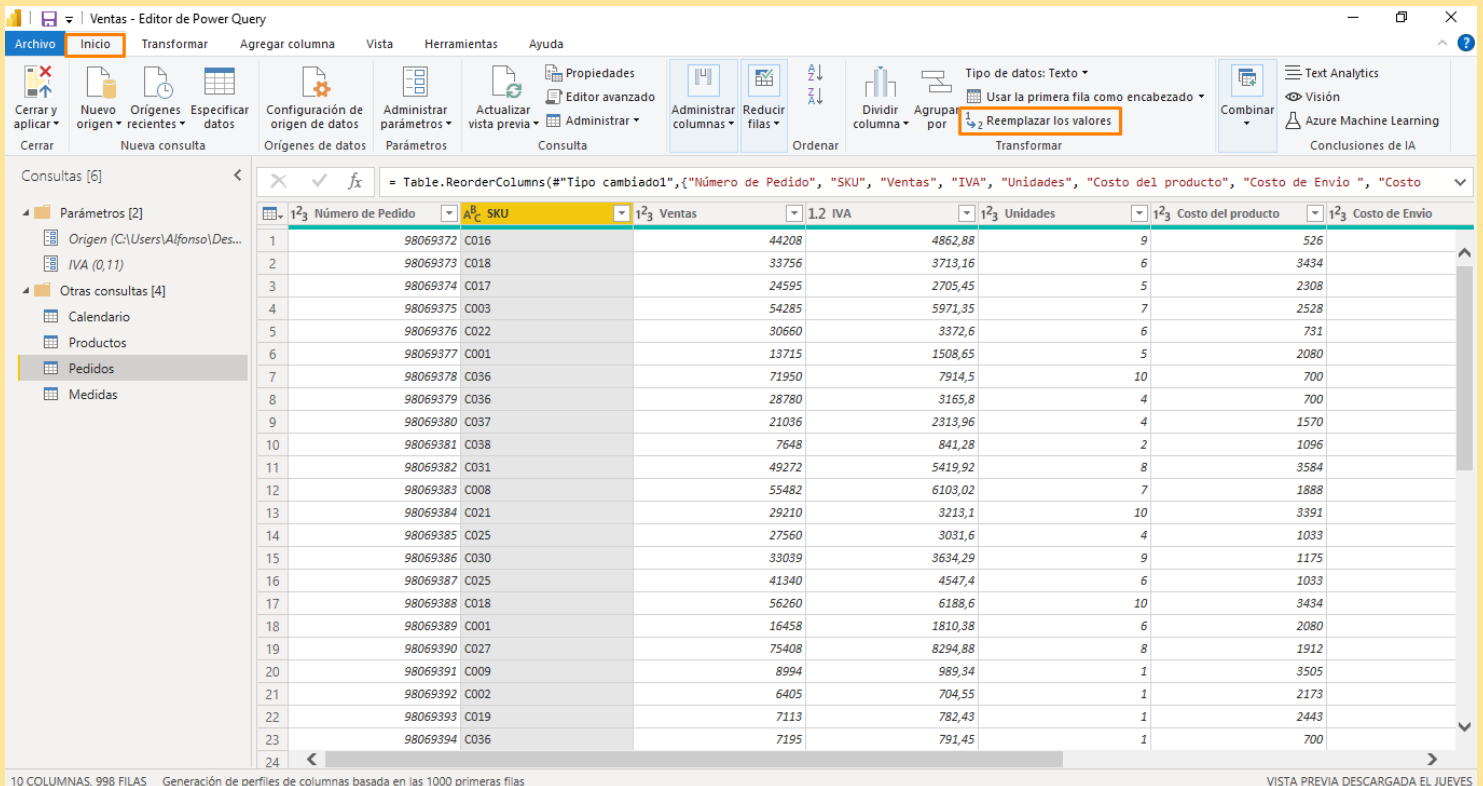 Ventas - Editor de Power Query
Archivo Inicio Transformar Agregar columna Vista Herramientas Ayuda
Cerrar y aplicar
Nuevo origen
Orígenes recientes
Especificar datos
Configuración de origen de datos
Administrar parámetros
Actualizar vista previa
Propiedades
Editor avanzado
Administrar
Administrar columnas
Reducir filas
Dividir columna
Agrupar por
Tipo de datos: Texto
Usar la primera fila como encabezado
1 2 Reemplazar los valores
Combinar
Text Analytics
Visión
Azure Machine Learning
Cerrar Nueva consulta Orígenes de datos Parámetros Consulta Ordenar Transformar Conclusiones de IA
Consultas [6]
fx = Table.ReorderColumns(#"Tipo cambiado1",{"Número de Pedido", "SKU", "Ventas", "IVA", "Unidades", "Costo del producto", "Costo de Envio ", "Costo
Parámetros [2]
Origen (C:\Users\Alfonso\Des...
IVA (0,11)
Otras consultas [4]
Calendario
Productos
Pedidos
Medidas
123 Número de Pedido ABC SKU 123 Ventas 1.2 IVA 123 Unidades 123 Costo del producto 123 Costo de Envio
1 98069372 C016 44208 4862,88 9 526
2 98069373 C018 33756 3713,16 6 3434
3 98069374 C017 24595 2705,45 5 2308
4 98069375 C003 54285 5971,35 7 2528
5 98069376 C022 30660 3372,6 6 731
6 98069377 C001 13715 1508,65 5 2080
7 98069378 C036 71950 7914,5 10 700
8 98069379 C036 28780 3165,8 4 700
9 98069380 C037 21036 2313,96 4 1570
10 98069381 C038 7648 841,28 2 1096
11 98069382 C031 49272 5419,92 8 3584
12 98069383 C008 55482 6103,02 7 1888
13 98069384 C021 29210 3213,1 10 3391
14 98069385 C025 27560 3031,6 4 1033
15 98069386 C030 33039 3634,29 9 1175
16 98069387 C025 41340 4547,4 6 1033
17 98069388 C018 56260 6188,6 10 3434
18 98069389 C001 16458 1810,38 6 2080
19 98069390 C027 75408 8294,88 8 1912
20 98069391 C009 8994 989,34 1 3505
21 98069392 C002 6405 704,55 1 2173
22 98069393 C019 7113 782,43 1 2443
23 98069394 C036 7195 791,45 1 700
24
10 COLUMNAS, 998 FILAS Generación de perfiles de columnas basada en las 1000 primeras filas VISTA PREVIA DESCARGADA EL JUEVES